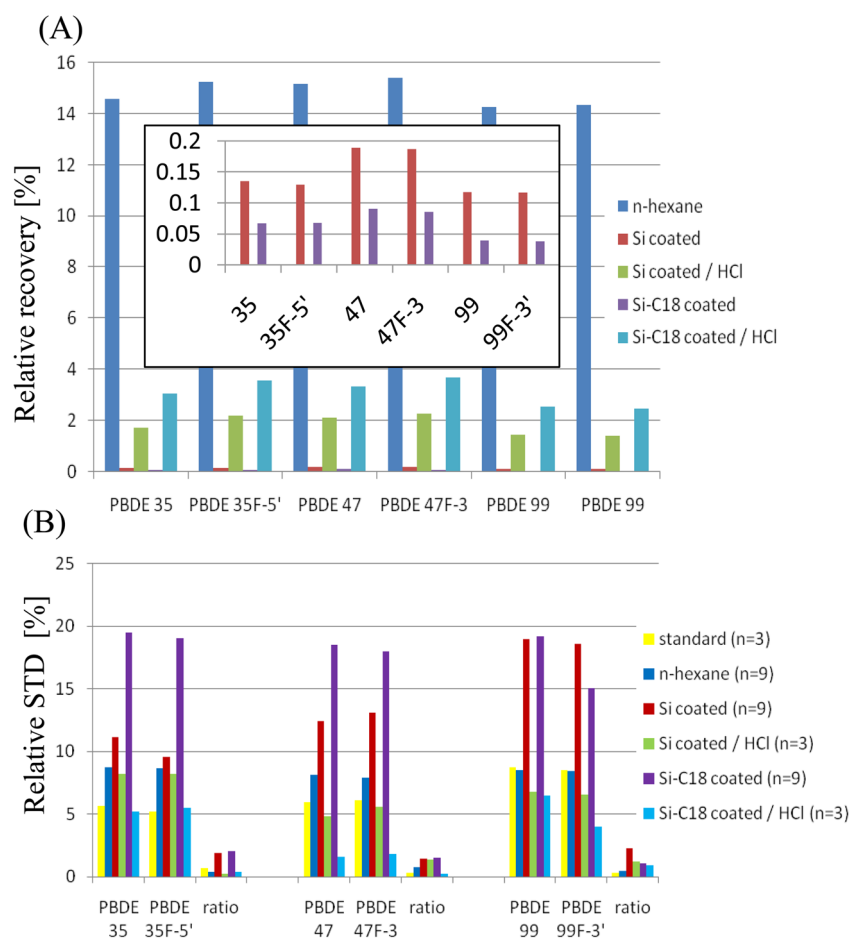 (A)
Relative recovery [%]
16
14
12
10
8
6
4
2
0
0.2
0.15
0.1
0.05
0
35
35F-5'
47
47F-3
99
99F-3'
n-hexane
Si coated
Si coated / HCl
Si-C18 coated
Si-C18 coated / HCl
PBDE 35
PBDE 35F-5'
PBDE 47
PBDE 47F-3
PBDE 99
PBDE 99
(B)
Relative STD [%]
25
20
15
10
5
0
standard (n=3)
n-hexane (n=9)
Si coated (n=9)
Si coated / HCl (n=3)
Si-C18 coated (n=9)
Si-C18 coated / HCl (n=3)
PBDE 35
PBDE 35F-5'
ratio
PBDE 47
PBDE 47F-3
ratio
PBDE 99
PBDE 99F-3'
ratio